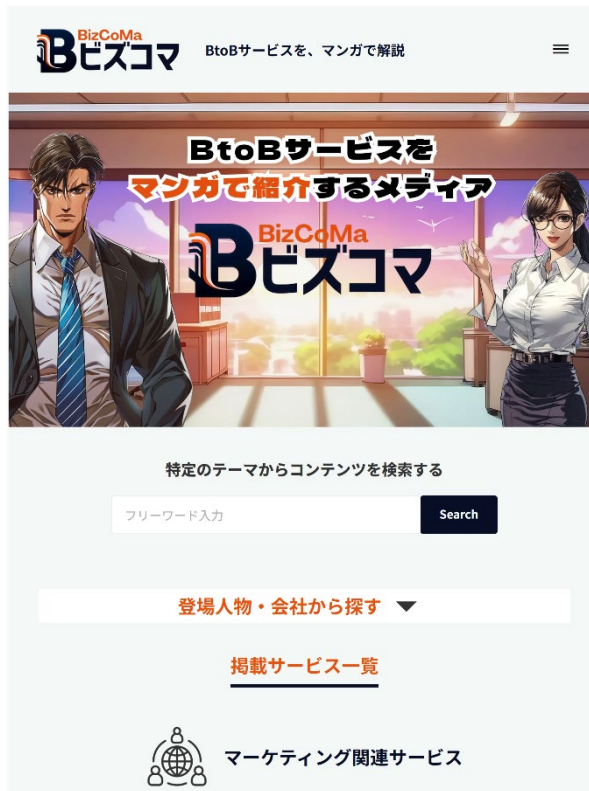 BizCoMa
ビズコマ
BtoBサービスを、マンガで解説
BtoBサービスを
マンガで紹介するメディア
BizCoMa
ビズコマ
特定のテーマからコンテンツを検索する
フリーワード入力
Search
登場人物・会社から探す
掲載サービス一覧
マーケティング関連サービス